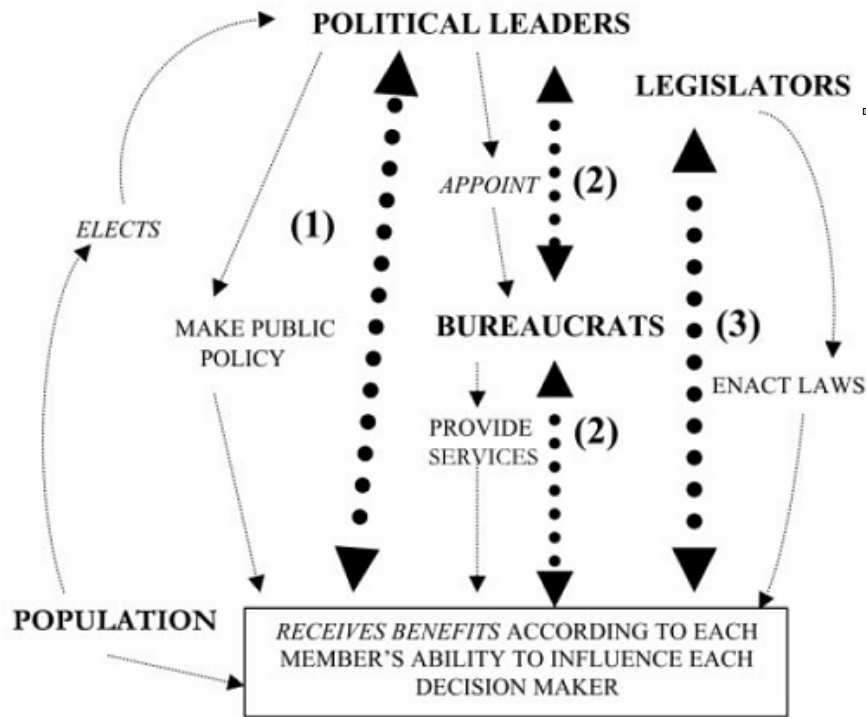 POLITICAL LEADERS
LEGISLATORS
APPOINT
(2)
ELECTS
(1)
MAKE PUBLIC
POLICY
BUREAUCRATS
(3)
ENACT LAWS
PROVIDE
SERVICES
(2)
POPULATION
RECEIVES BENEFITS ACCORDING TO EACH
MEMBER'S ABILITY TO INFLUENCE EACH
DECISION MAKER